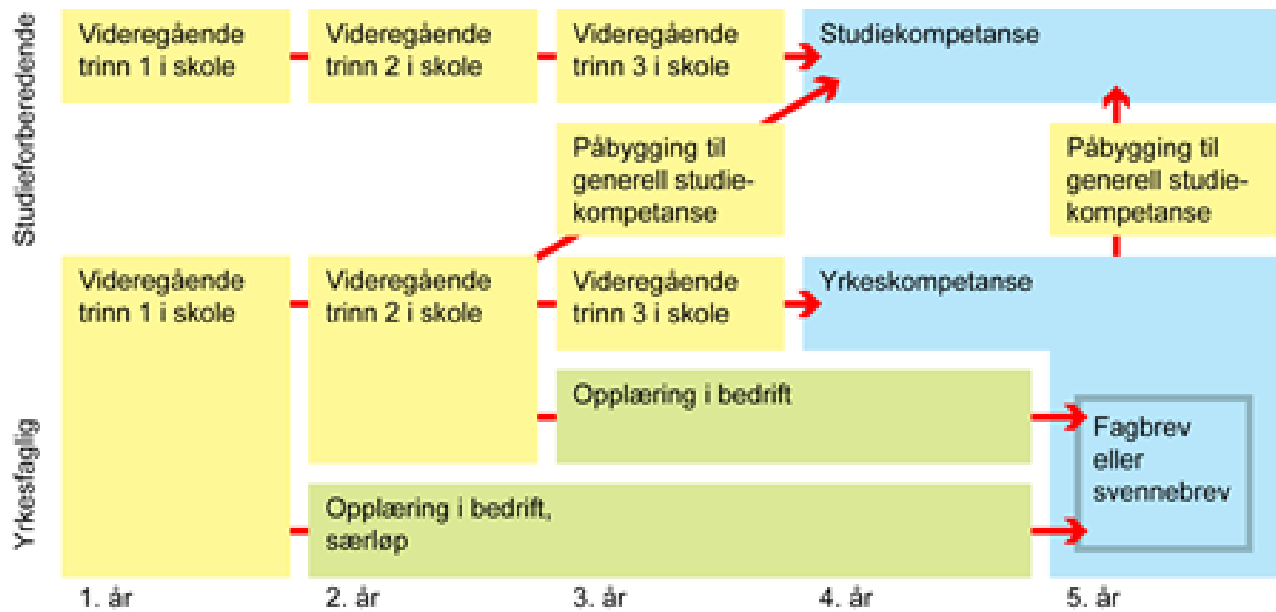 Studieforberedende
Videregående
trinn 1 i skole
Videregående
trinn 2 i skole
Videregående
trinn 3 i skole
Studiekompetanse
Påbygging til
generell studie-
kompetanse
Påbygging til
generell studie-
kompetanse
Yrkesfaglig
Videregående
trinn 1 i skole
Videregående
trinn 2 i skole
Videregående
trinn 3 i skole
Yrkeskompetanse
Opplæring i bedrift
Fagbrev
eller
svennebrev
Opplæring i bedrift,
særløp
1. år
2. år
3. år
4. år
5. år